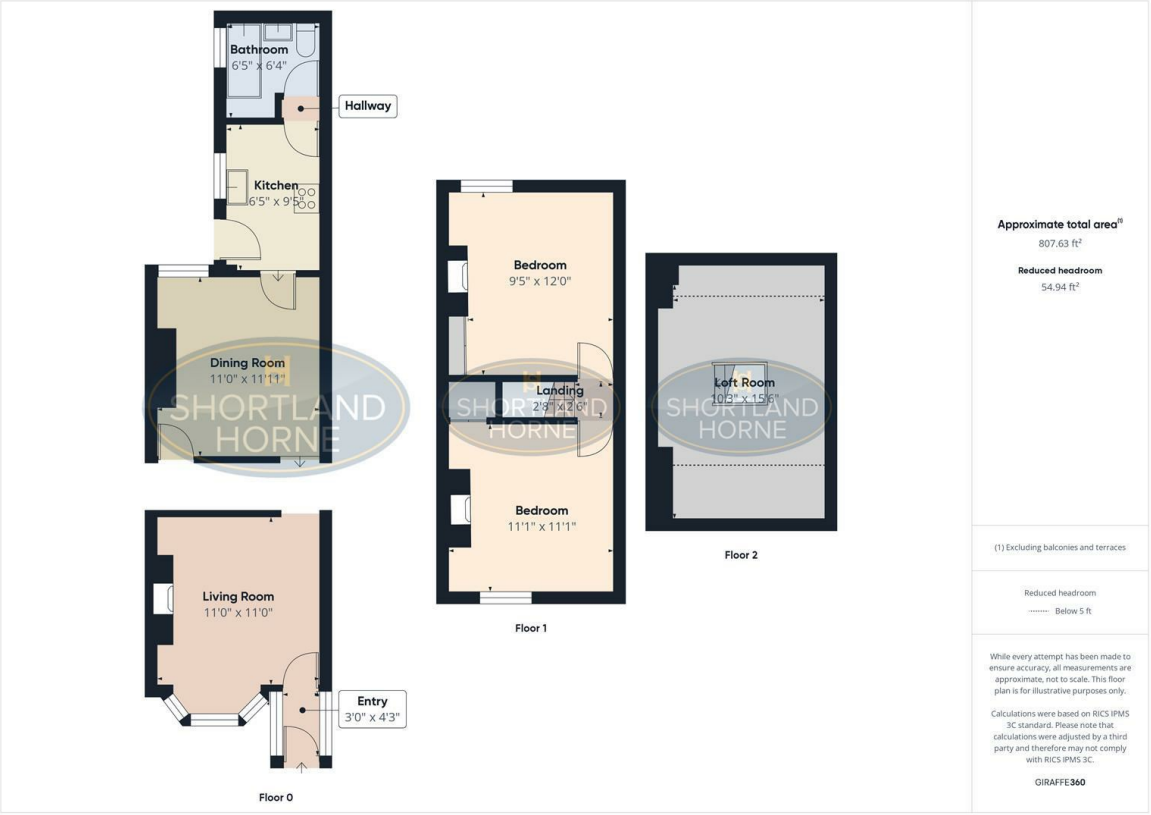 Bathroom
6'5" x 6'4"
Hallway
Kitchen
6'5" x 9'5"
Dining Room
11'0" x 11'11"
SHORTLAND
HORNE
Living Room
11'0" x 11'0"
Entry
3'0" x 4'3"
Floor 0
Bedroom
9'5" x 12'0"
Landing
2'8" x 2'6"
SHORTLAND
HORNE
Bedroom
11'1" x 11'1"
Floor 1
Loft Room
10'3" x 15'6"
SHORTLAND
HORNE
Floor 2
Approximate total area(1)
807.63 ft²
Reduced headroom
54.94 ft²
(1) Excluding balconies and terraces
Reduced headroom
Below 5 ft
While every attempt has been made to
ensure accuracy, all measurements are
approximate, not to scale. This floor
plan is for illustrative purposes only.
Calculations were based on RICS IPMS
3C standard. Please note that
calculations were adjusted by a third
party and therefore may not comply
with RICS IPMS 3C.
GIRAFFE360